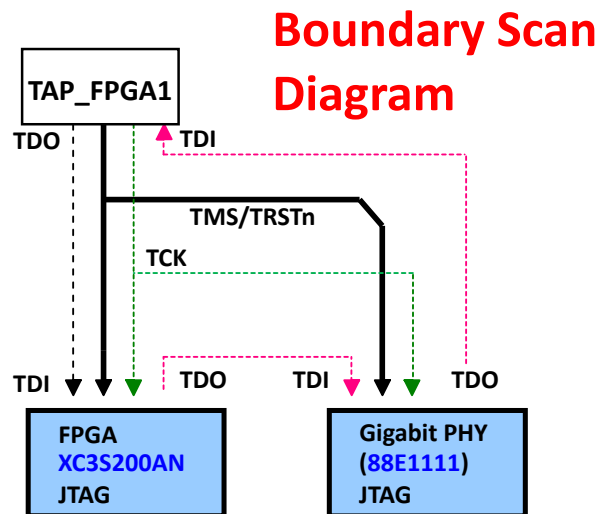 Boundary Scan
Diagram
TAP_FPGA1
TDO
TDI
TMS/TRSTn
TCK
TDI
TDO
TDI
TDO
FPGA
XC3S200AN
JTAG
Gigabit PHY
(88E1111)
JTAG